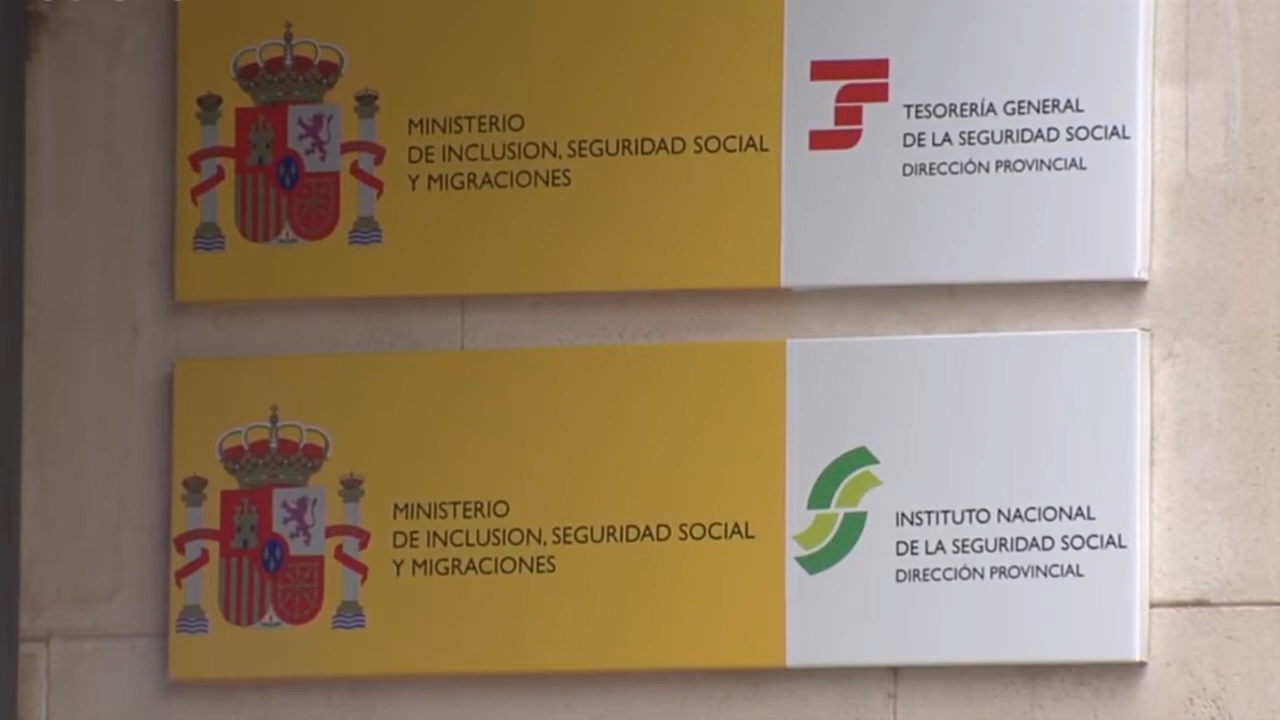 MINISTERIO
DE INCLUSION, SEGURIDAD SOCIAL
Y MIGRACIONES
TESORERÍA GENERAL
DE LA SEGURIDAD SOCIAL
DIRECCIÓN PROVINCIAL
MINISTERIO
DE INCLUSION, SEGURIDAD SOCIAL
Y MIGRACIONES
INSTITUTO NACIONAL
DE LA SEGURIDAD SOCIAL
DIRECCIÓN PROVINCIAL